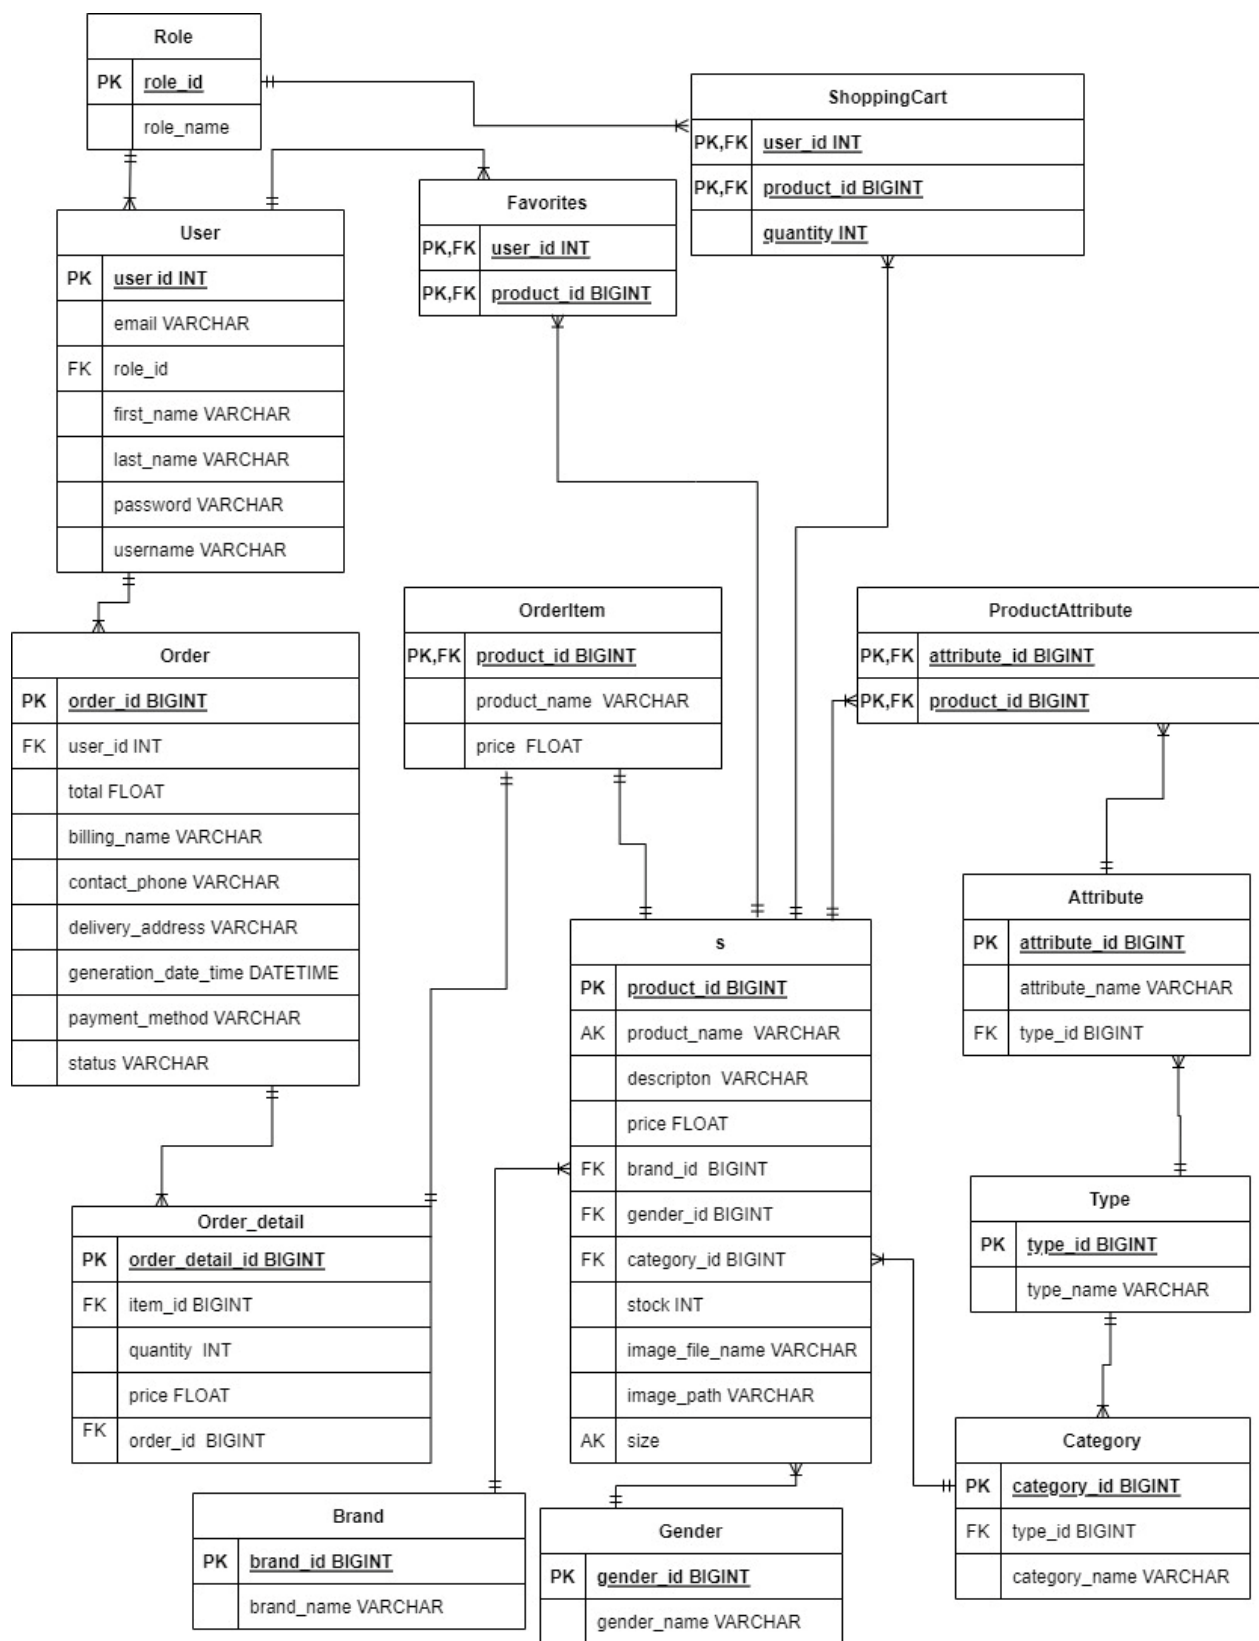 Role
PK role_id
role_name
ShoppingCart
PK,FK user_id INT
PK,FK product_id BIGINT
quantity INT
Favorites
PK,FK user_id INT
PK,FK product_id BIGINT
User
PK user id INT
email VARCHAR
FK role_id
first_name VARCHAR
last_name VARCHAR
password VARCHAR
username VARCHAR
OrderItem
PK,FK product_id BIGINT
product_name VARCHAR
price FLOAT
ProductAttribute
PK,FK attribute_id BIGINT
PK,FK product_id BIGINT
Order
PK order_id BIGINT
FK user_id INT
total FLOAT
billing_name VARCHAR
contact_phone VARCHAR
delivery_address VARCHAR
generation_date_time DATETIME
payment_method VARCHAR
status VARCHAR
Attribute
PK attribute_id BIGINT
attribute_name VARCHAR
FK type_id BIGINT
s
PK product_id BIGINT
AK product_name VARCHAR
descripton VARCHAR
price FLOAT
FK brand_id BIGINT
FK gender_id BIGINT
FK category_id BIGINT
stock INT
image_file_name VARCHAR
image_path VARCHAR
AK size
Order_detail
PK order_detail_id BIGINT
FK item_id BIGINT
quantity INT
price FLOAT
FK order_id BIGINT
Type
PK type_id BIGINT
type_name VARCHAR
Category
PK category_id BIGINT
FK type_id BIGINT
category_name VARCHAR
Brand
PK brand_id BIGINT
brand_name VARCHAR
Gender
PK gender_id BIGINT
gender_name VARCHAR